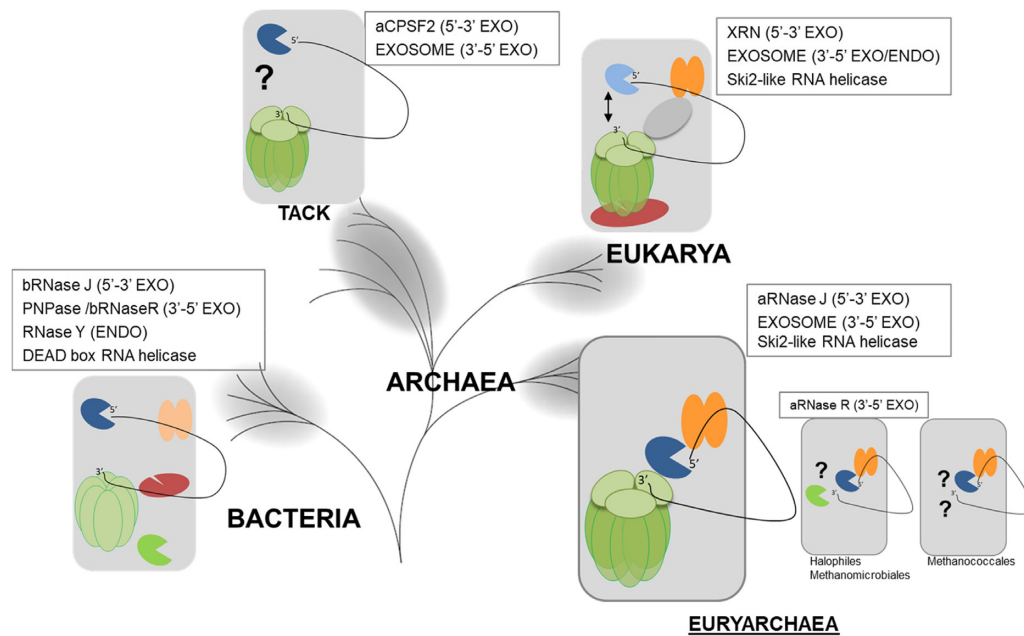 aCPSF2 (5’-3’ EXO)
EXOSOME (3’-5’ EXO)
5’
?
3’
TACK
XRN (5’-3’ EXO)
EXOSOME (3’-5’ EXO/ENDO)
Ski2-like RNA helicase
5’
3’
EUKARYA
bRNase J (5’-3’ EXO)
PNPase /bRNaseR (3’-5’ EXO)
RNase Y (ENDO)
DEAD box RNA helicase
5’
3’
BACTERIA
ARCHAEA
aRNase J (5’-3’ EXO)
EXOSOME (3’-5’ EXO)
Ski2-like RNA helicase
5’
3’
EURYARCHAEA
aRNase R (3’-5’ EXO)
?
5’
3’
Halophiles
Methanomicrobiales
?
5’
3’
?
Methanococcales